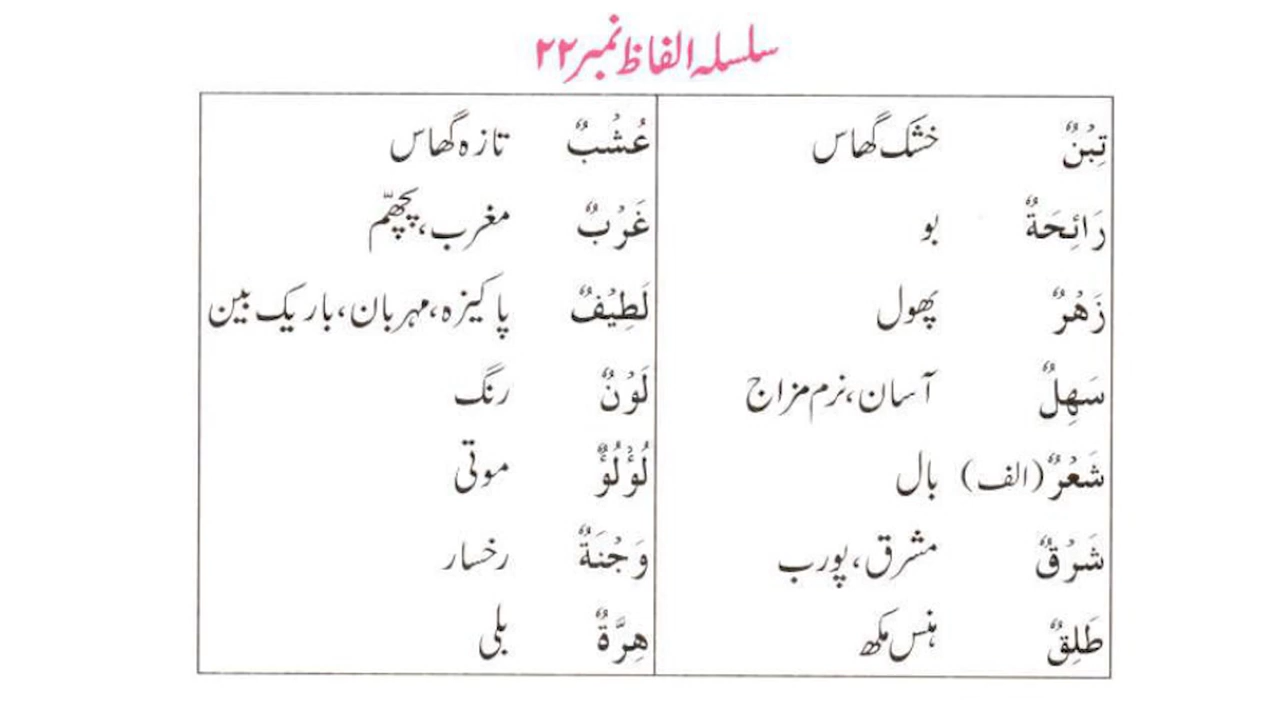 سلسلہ الفاظ نمبر ۲۲
تِبْنٌ خشک گھاس
رَائِحَةٌ بو
زَهْرٌ پھول
سَهِلٌ آسان، نرم مزاج
شَعْرٌ (الف) بال
شَرْقٌ مشرق، پورب
طَلِقٌ ہنس مکھ
عُشْبٌ تازہ گھاس
غَرْبٌ مغرب، پچھّم
لَطِيْفٌ پاکیزہ، مہربان، باریک بین
لَوْنٌ رنگ
لُؤْلُؤٌ موتی
وَجْنَةٌ رخسار
هِرَّةٌ بلی